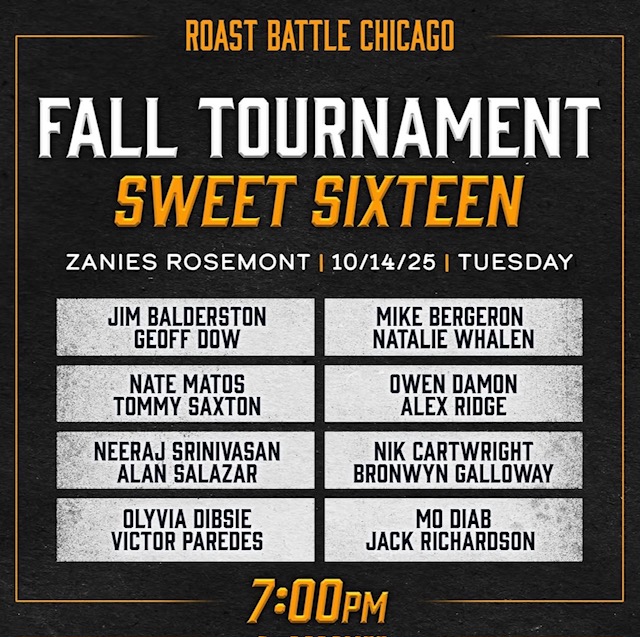 ROAST BATTLE CHICAGO
FALL TOURNAMENT
SWEET SIXTEEN
ZANIES ROSEMONT | 10/14/25 | TUESDAY
JIM BALDERSTON
GEOFF DOW
MIKE BERGERON
NATALIE WHALEN
NATE MATOS
TOMMY SAXTON
OWEN DAMON
ALEX RIDGE
NEERAJ SRINIVASAN
ALAN SALAZAR
NIK CARTWRIGHT
BRONWYN GALLOWAY
OLYVIA DIBSIE
VICTOR PAREDES
MO DIAB
JACK RICHARDSON
7:00PM